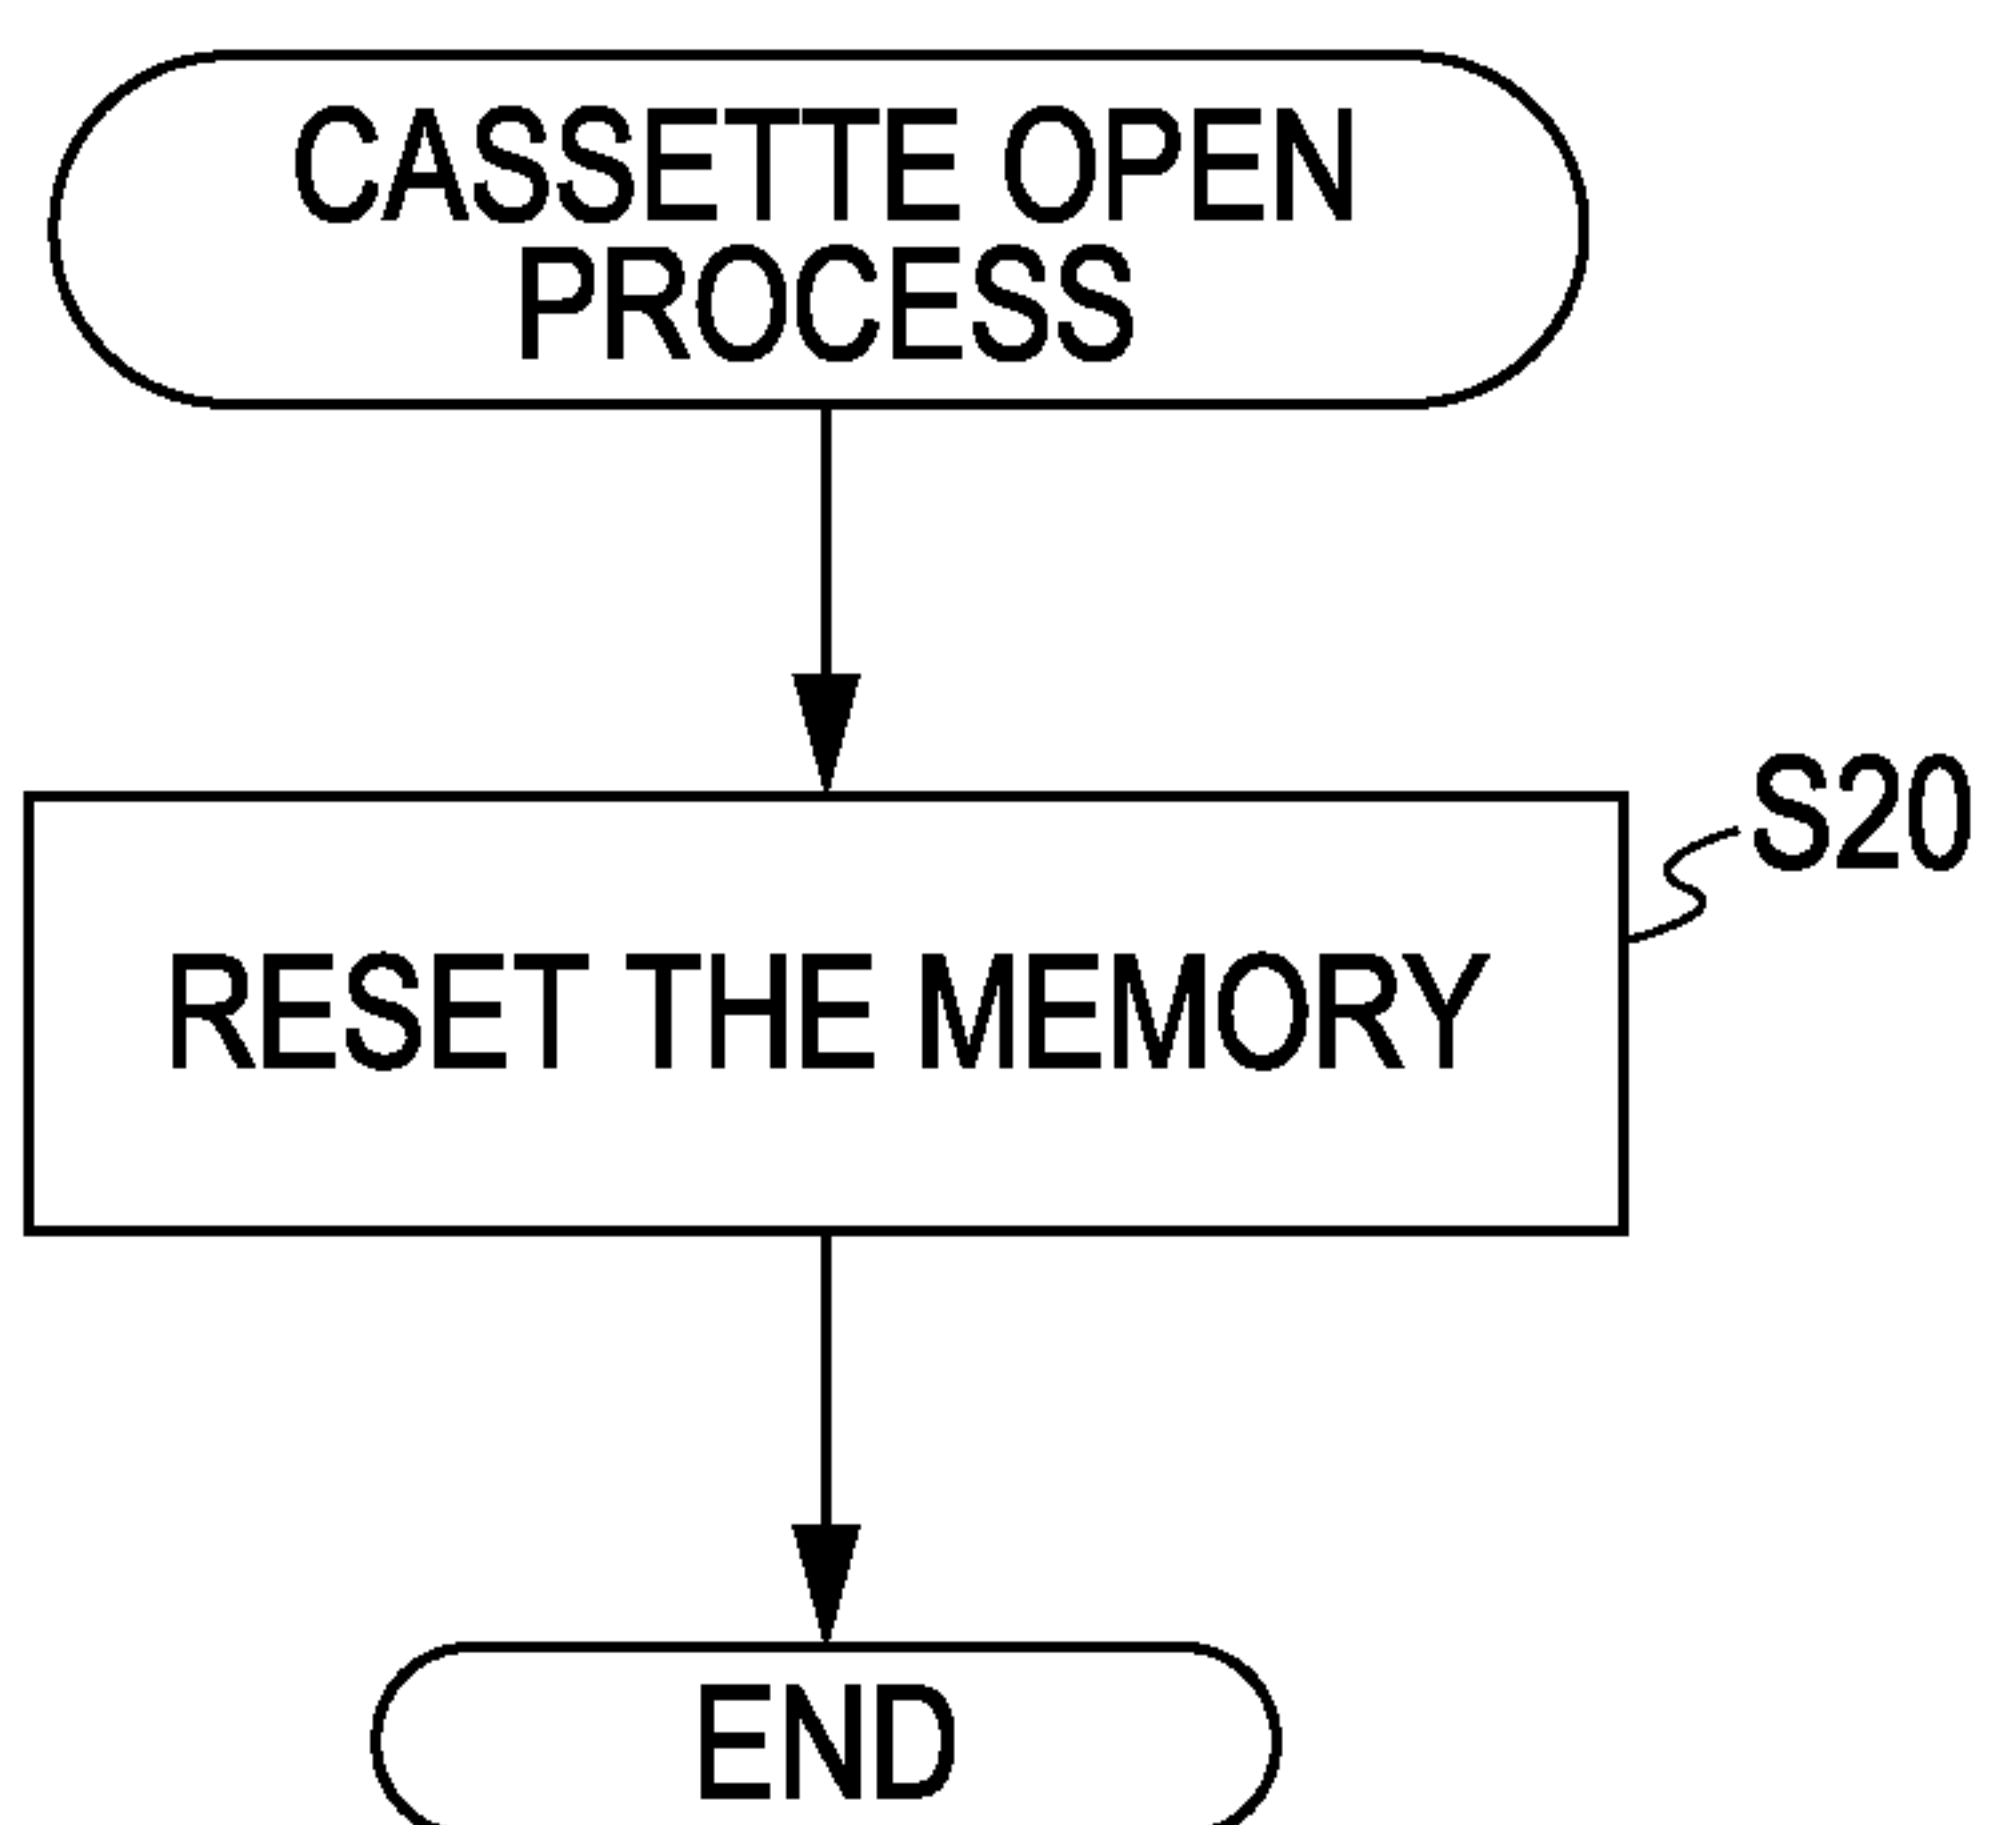 CASSETTE OPEN
PROCESS
S20
RESET THE MEMORY
END